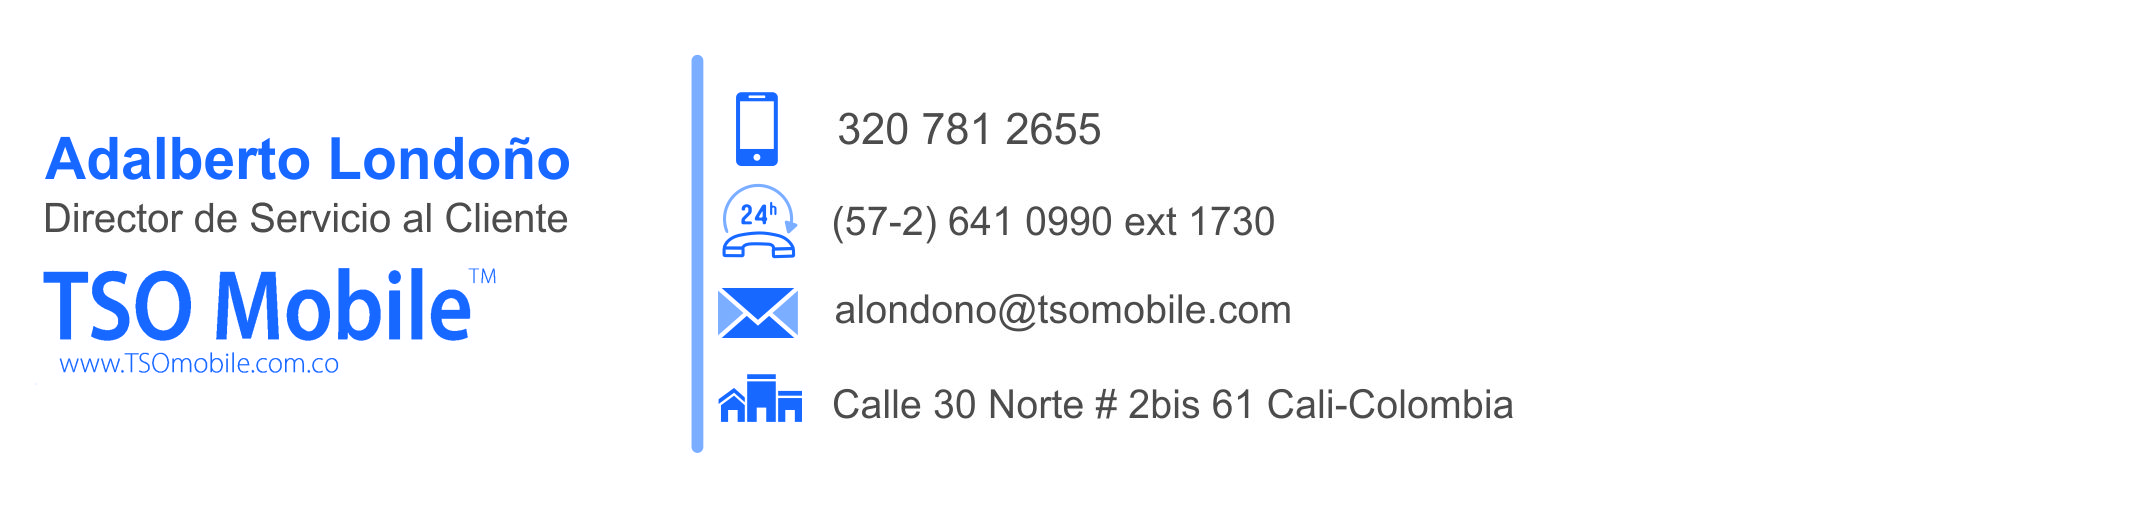 Adalberto Londoño
Director de Servicio al Cliente
TSO Mobile™
www.TSOmobile.com.co
320 781 2655
24h
(57-2) 641 0990 ext 1730
alondono@tsomobile.com
Calle 30 Norte # 2bis 61 Cali-Colombia